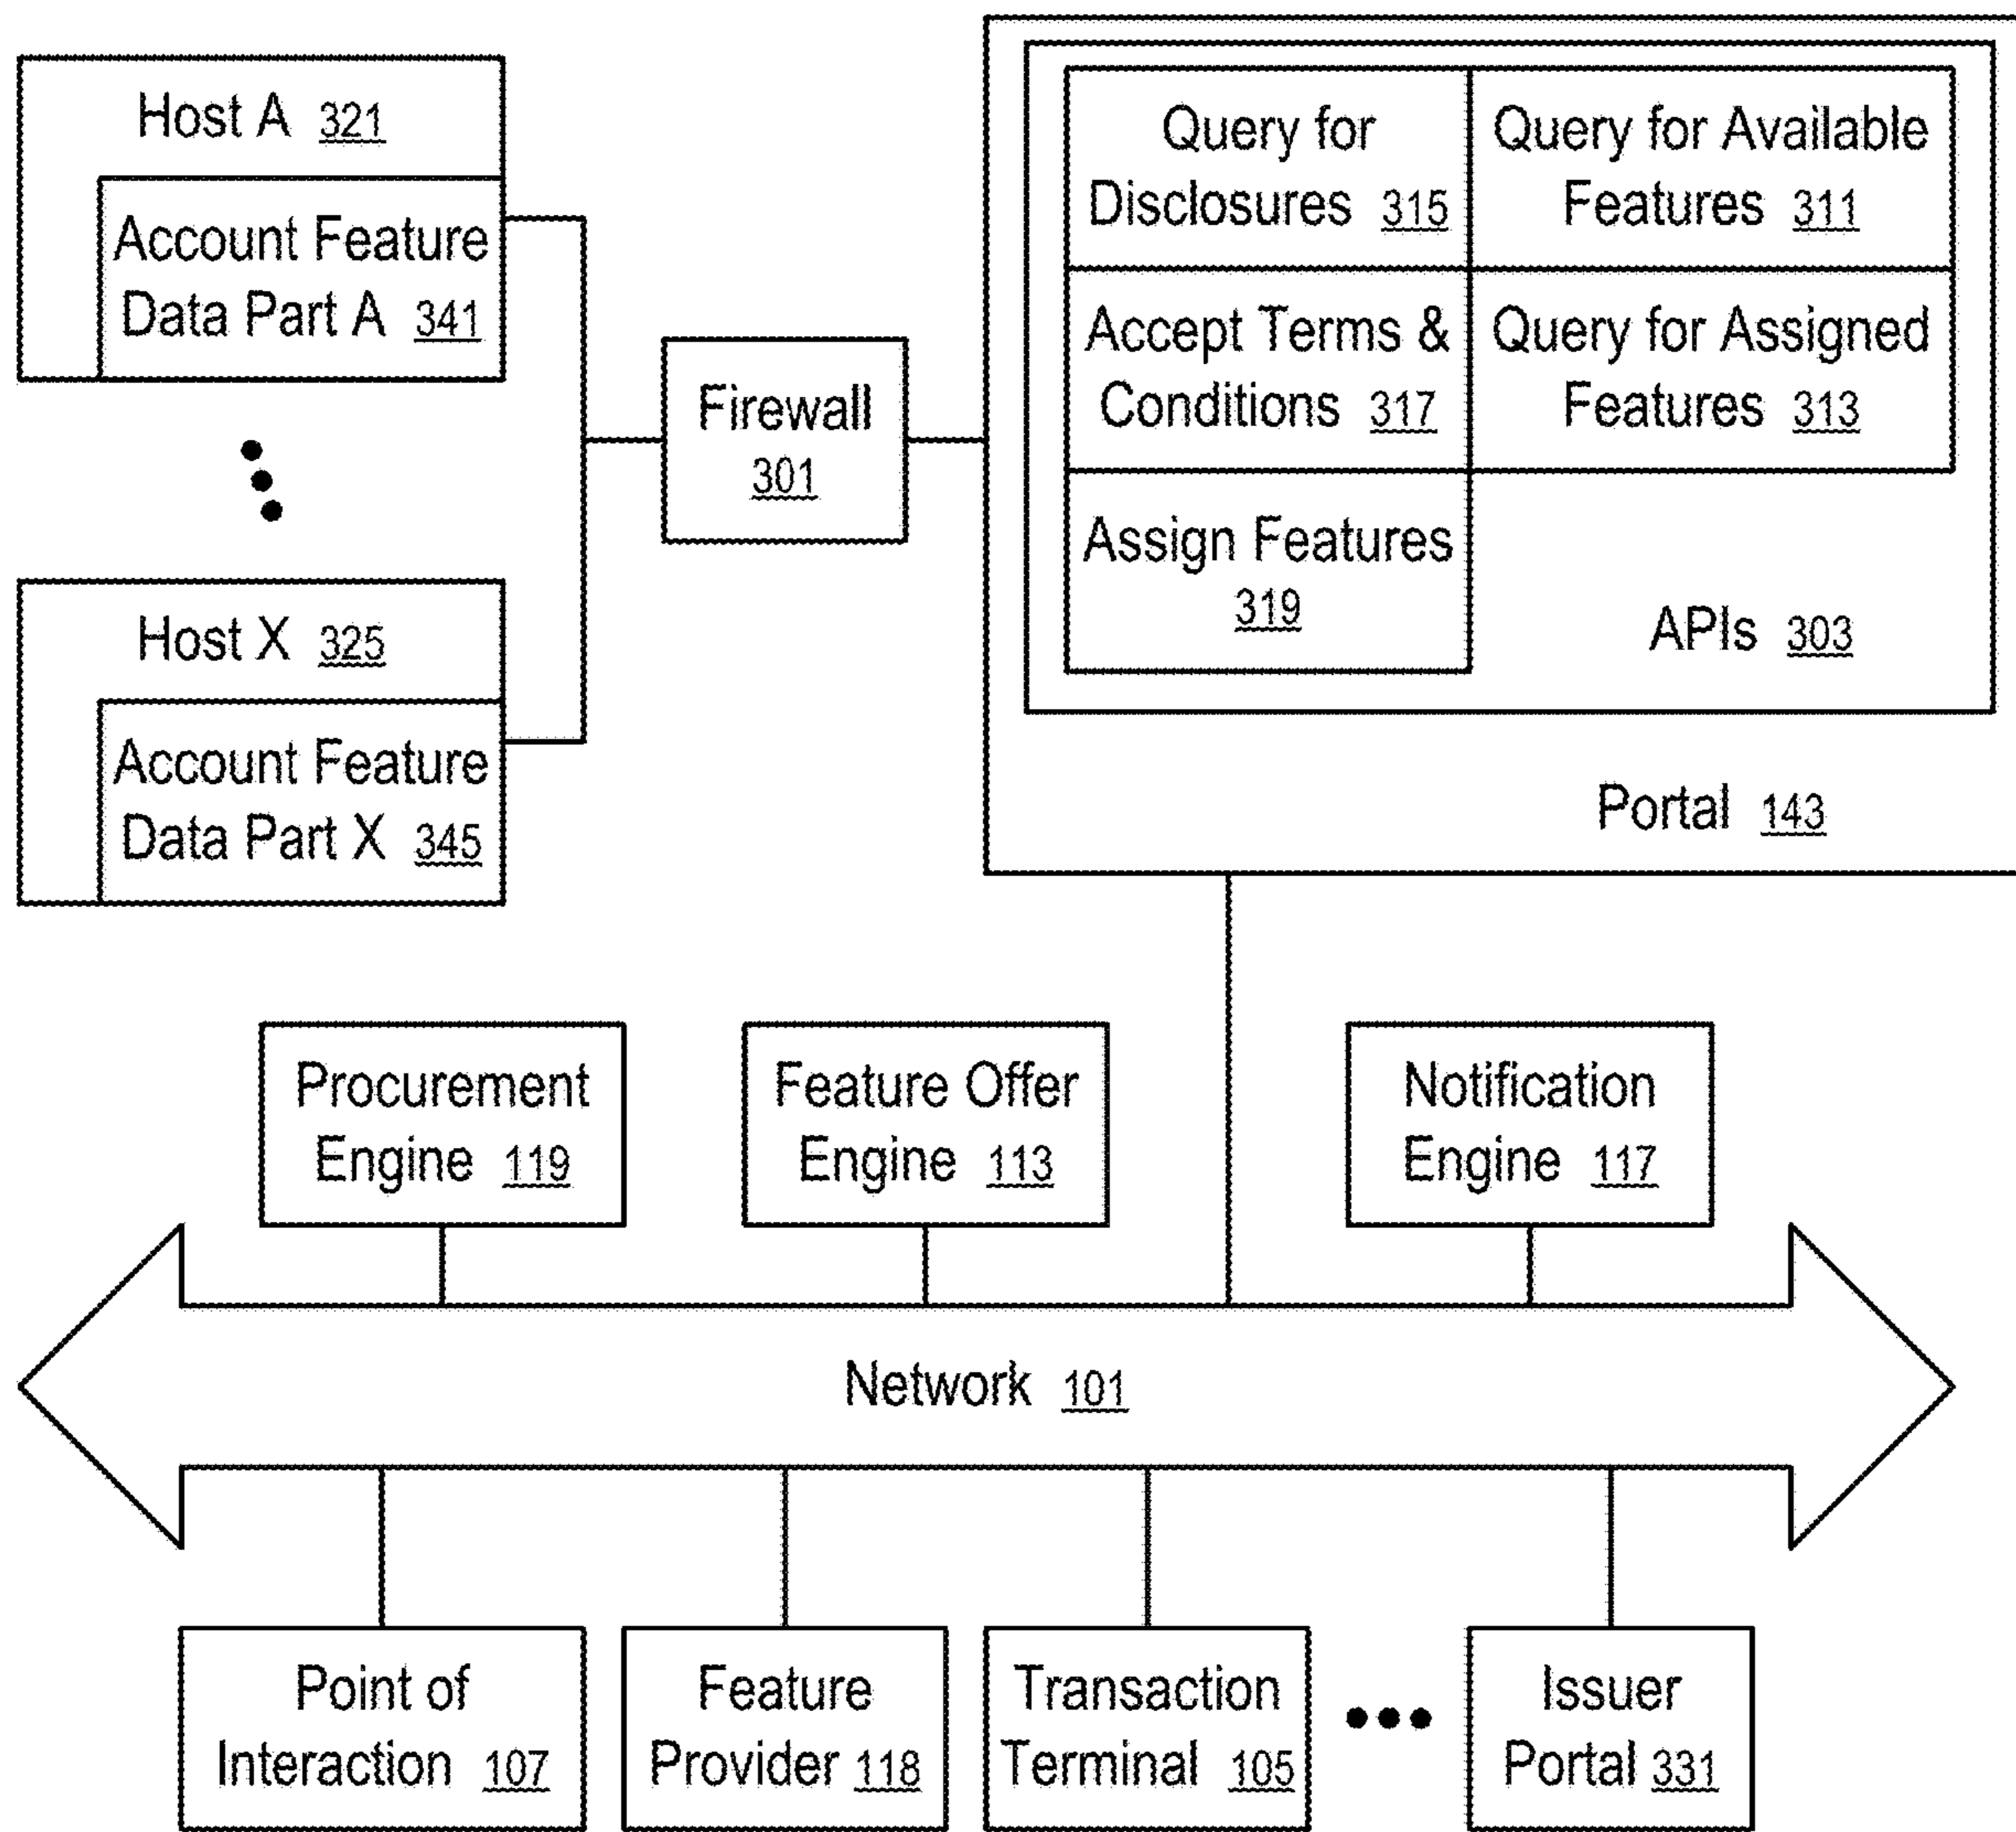 Host A 321
Account Feature
Data Part A 341
Host X 325
Account Feature
Data Part X 345
Firewall
301
Query for
Disclosures 315
Query for Available
Features 311
Accept Terms &
Conditions 317
Query for Assigned
Features 313
Assign Features
319
APIs 303
Portal 143
Procurement
Engine 119
Feature Offer
Engine 113
Notification
Engine 117
Network 101
Point of
Interaction 107
Feature
Provider 118
Transaction
Terminal 105
Issuer
Portal 331